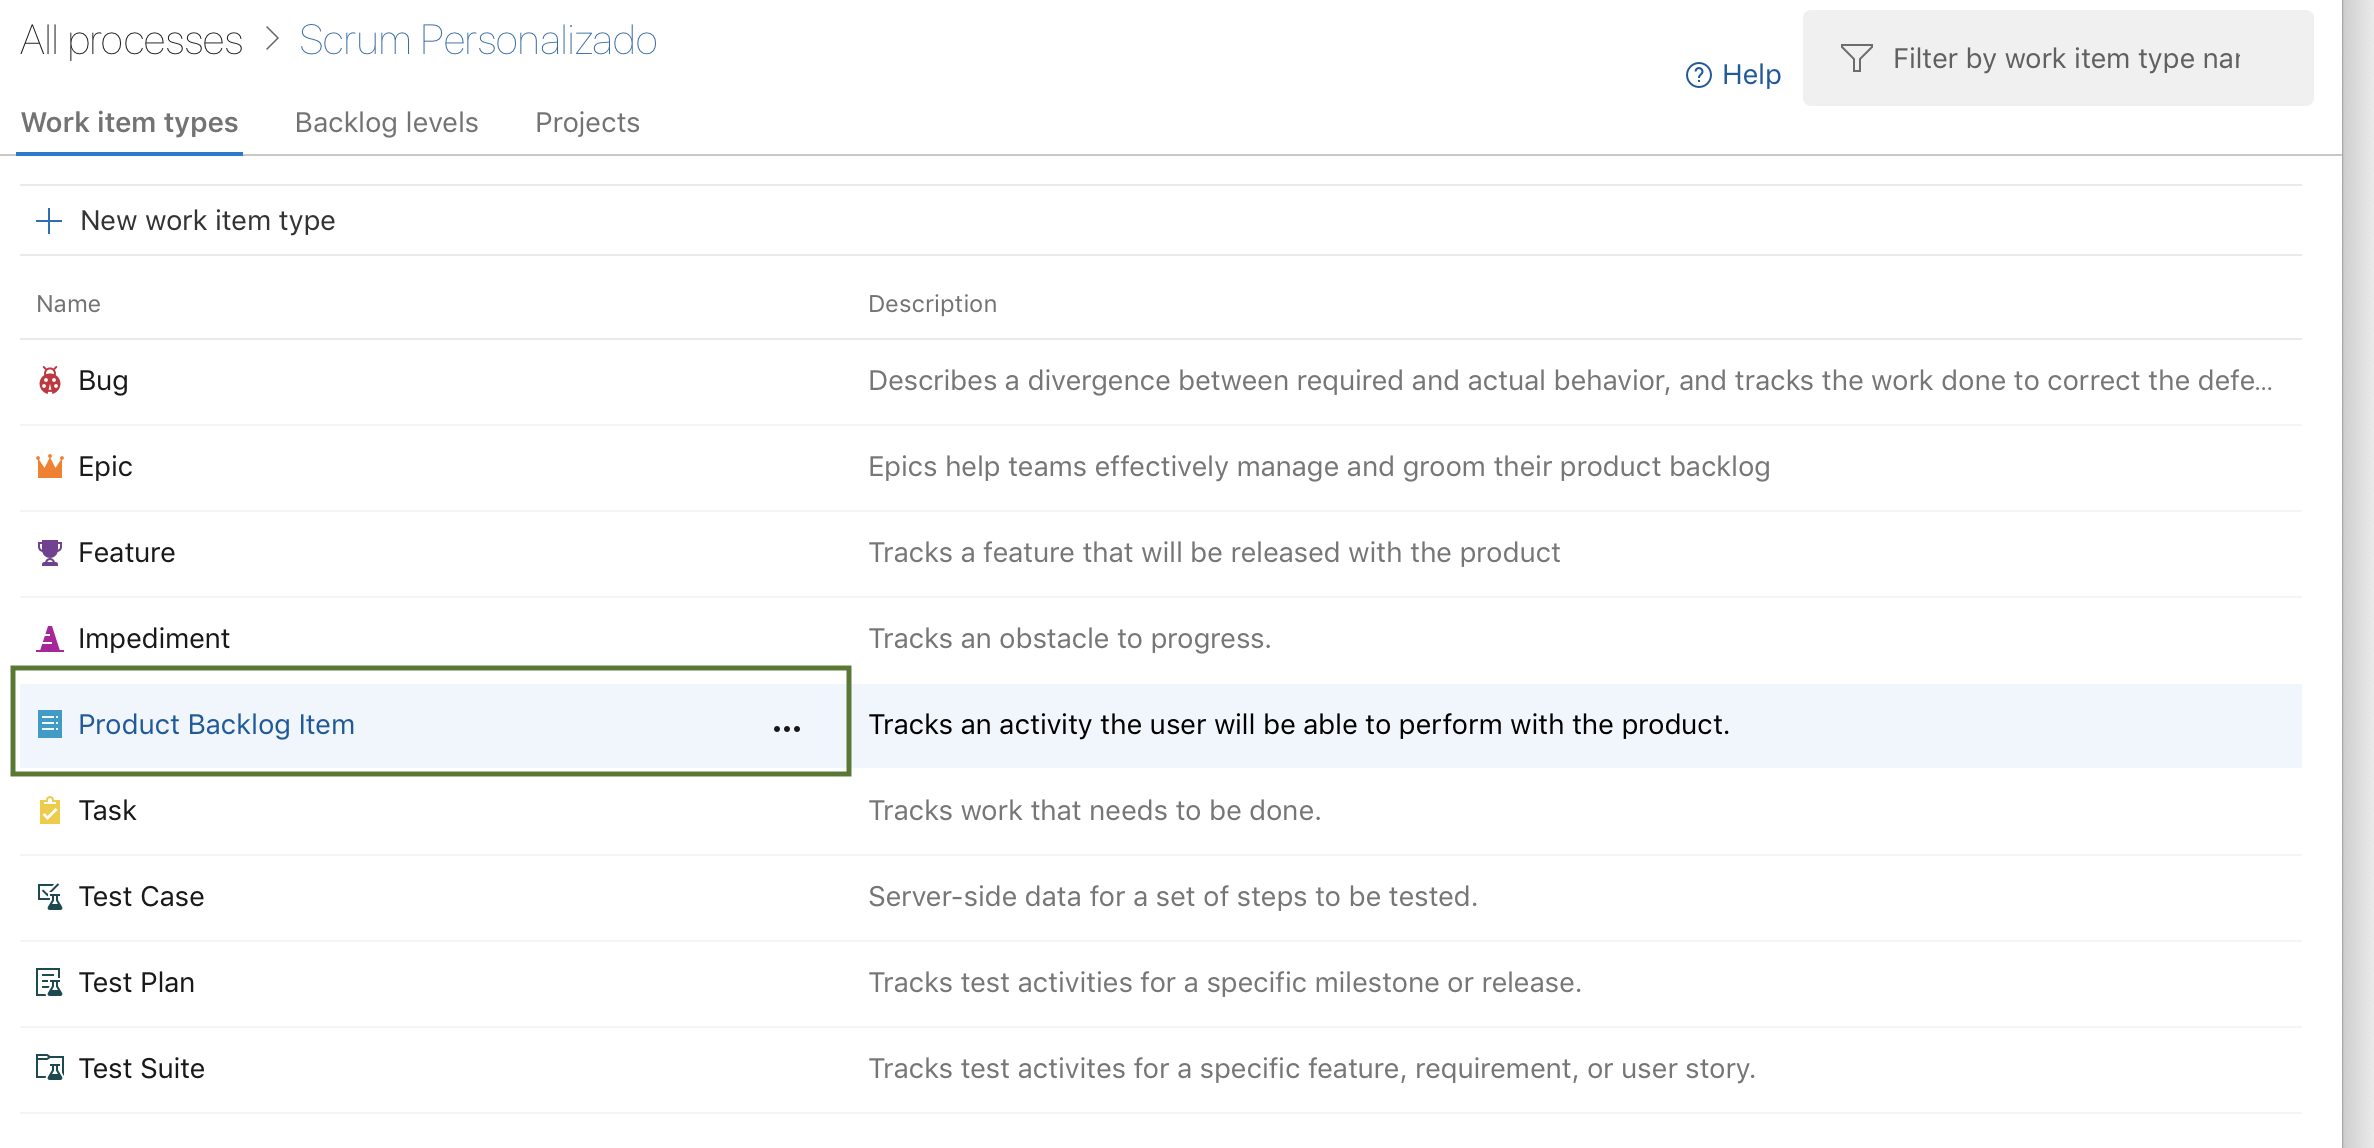 All processes > Scrum Personalizado
Help
Filter by work item type nar
Work item types Backlog levels Projects
New work item type
Name Description
Bug Describes a divergence between required and actual behavior, and tracks the work done to correct the defe...
Epic Epics help teams effectively manage and groom their product backlog
Feature Tracks a feature that will be released with the product
Impediment Tracks an obstacle to progress.
Product Backlog Item ... Tracks an activity the user will be able to perform with the product.
Task Tracks work that needs to be done.
Test Case Server-side data for a set of steps to be tested.
Test Plan Tracks test activities for a specific milestone or release.
Test Suite Tracks test activites for a specific feature, requirement, or user story.